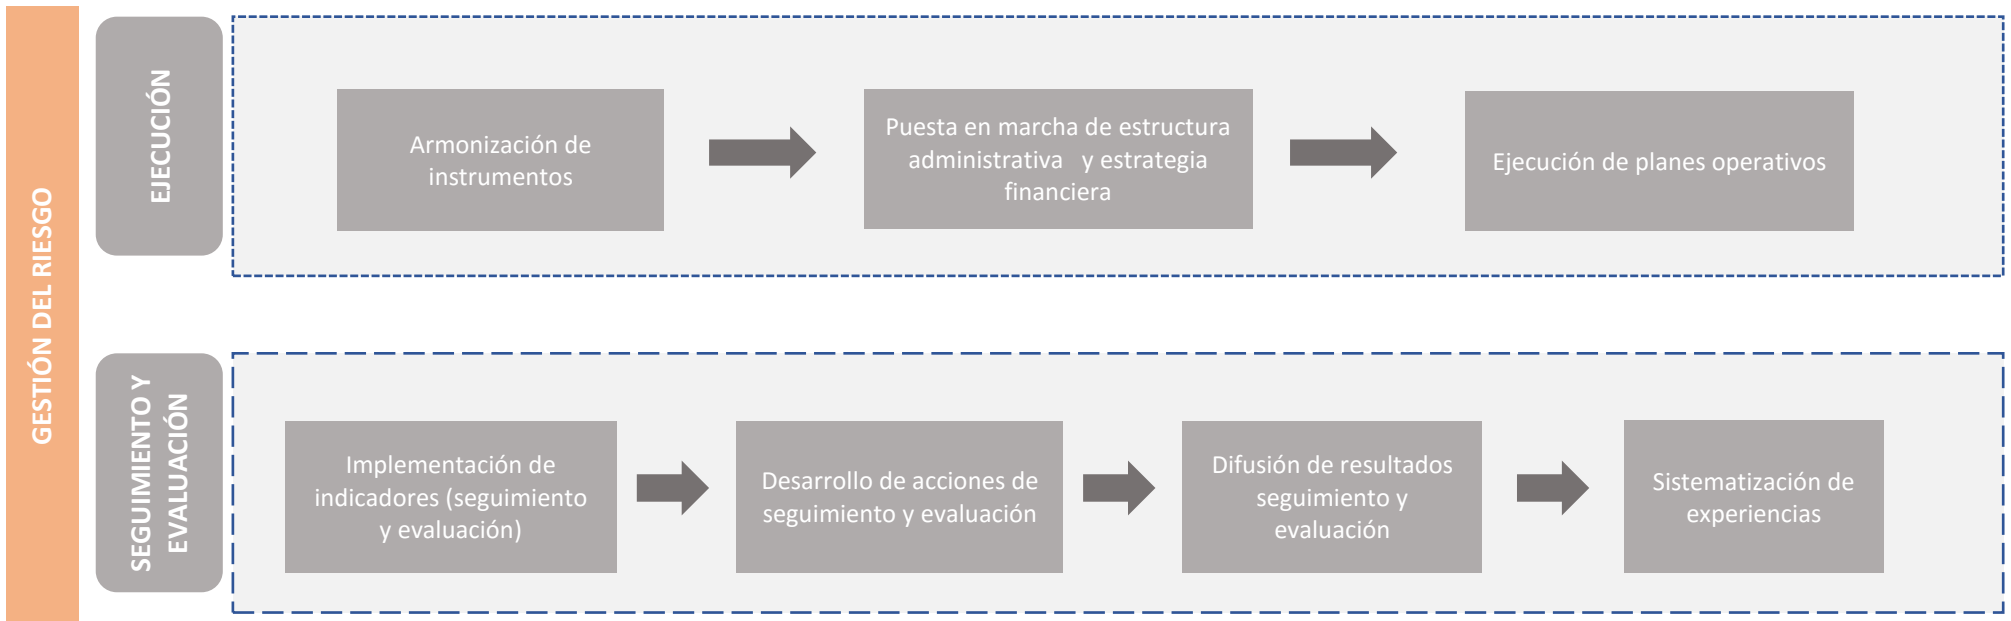 GESTIÓN DEL RIESGO
EJECUCIÓN
Armonización de
instrumentos
Puesta en marcha de estructura
administrativa   y estrategia
financiera
Ejecución de planes operativos
SEGUIMIENTO Y
EVALUACIÓN
Implementación de
indicadores (seguimiento
y evaluación)
Desarrollo de acciones de
seguimiento y evaluación
Difusión de resultados
seguimiento y
evaluación
Sistematización de
experiencias